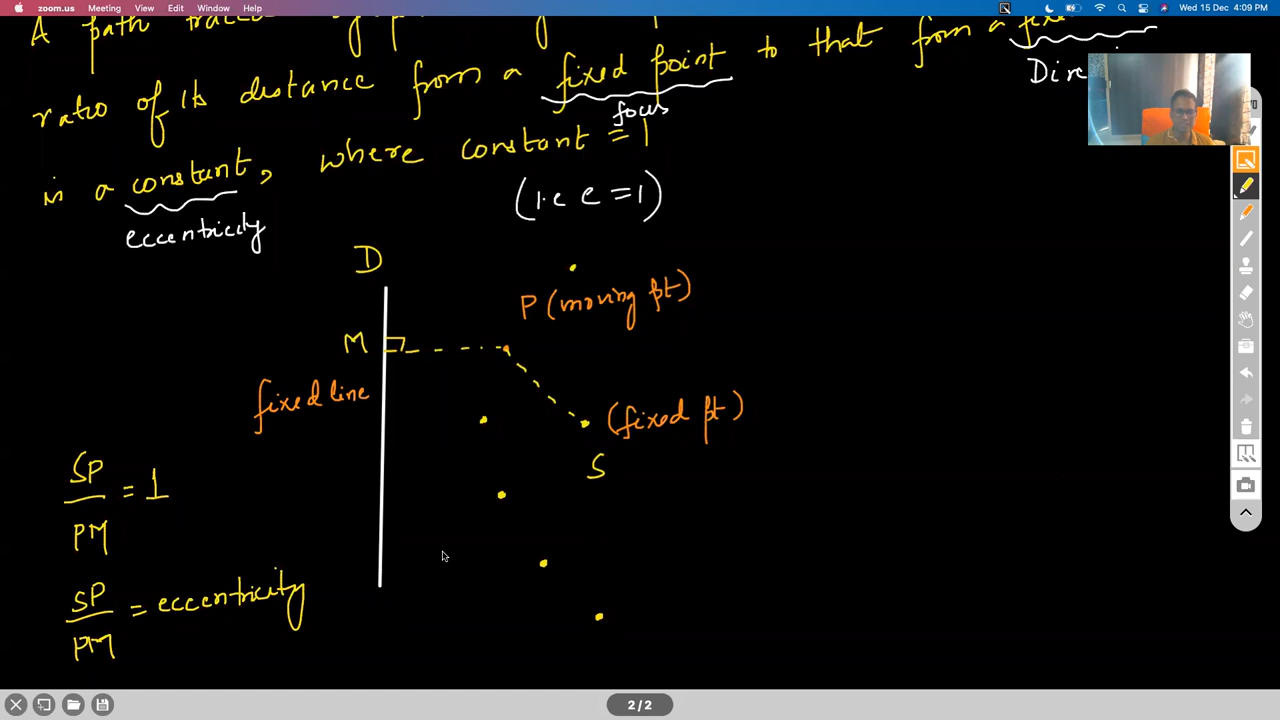 zoom.us Meeting View Edit Window Help Wed 15 Dec 4:09 PM
A path
ratio of its distance from a fixed point to that from a
Dire
focus
is a constant, where constant = 1
(i.e e = 1)
eccentricity
D
P (moving pt)
M
fixed line
(fixed pt)
S
SP
— = 1
PM
SP
— = eccentricity
PM
2/2